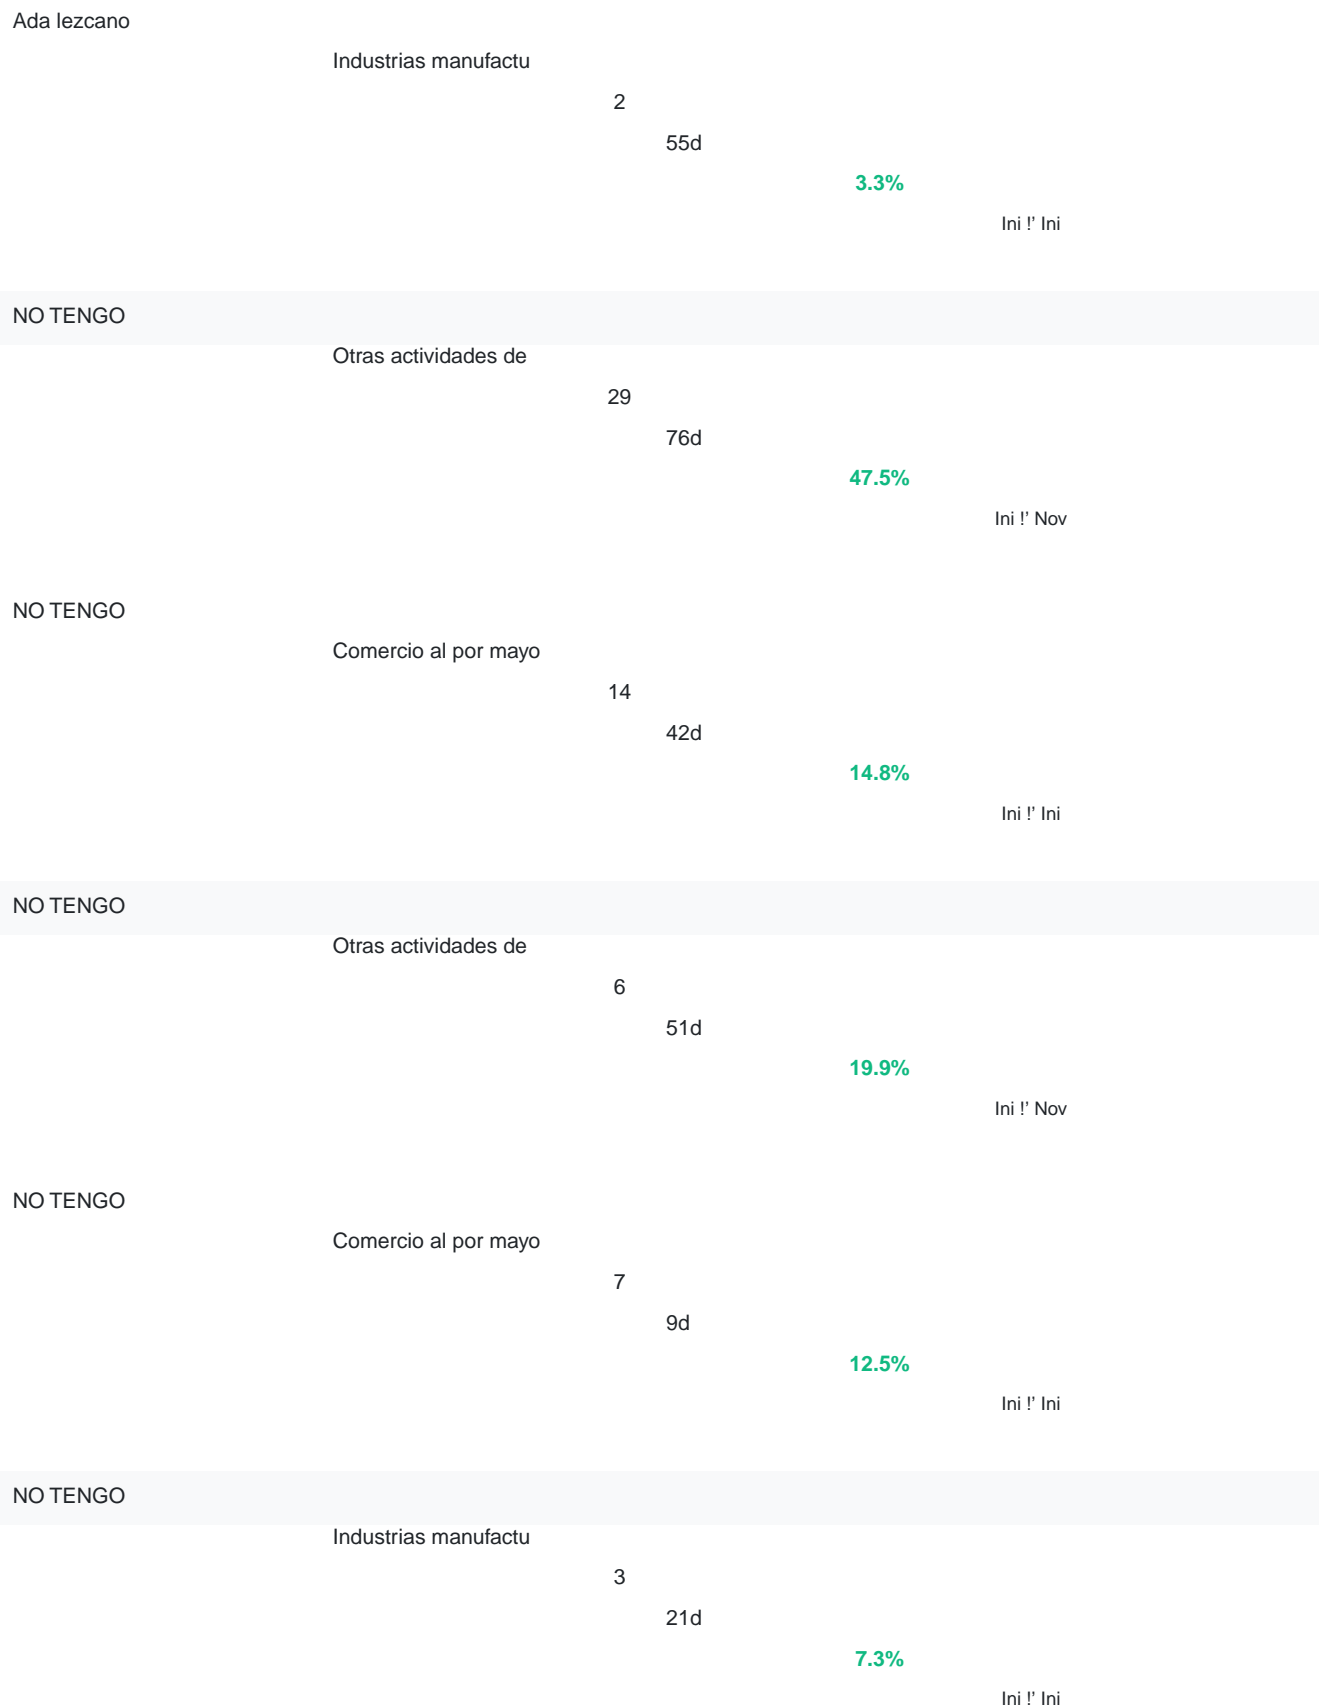 Ada lezcano
Industrias manufactu
2
55d
3.3%
Ini !’ Ini
NO TENGO
Otras actividades de
29
76d
47.5%
Ini !’ Nov
NO TENGO
Comercio al por mayo
14
42d
14.8%
Ini !’ Ini
NO TENGO
Otras actividades de
6
51d
19.9%
Ini !’ Nov
NO TENGO
Comercio al por mayo
7
9d
12.5%
Ini !’ Ini
NO TENGO
Industrias manufactu
3
21d
7.3%
Ini !’ Ini